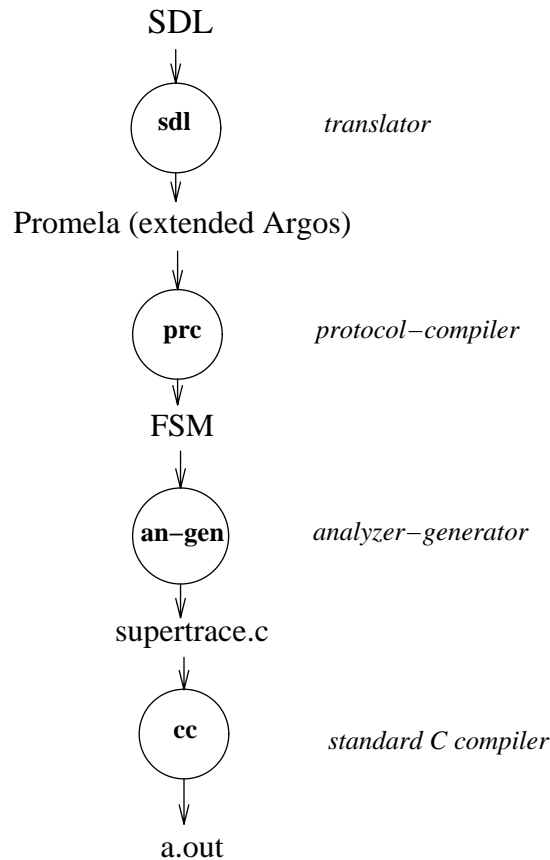 SDL
sdl translator
Promela (extended Argos)
prc protocol−compiler
FSM
an−gen analyzer−generator
supertrace.c
cc standard C compiler
a.out